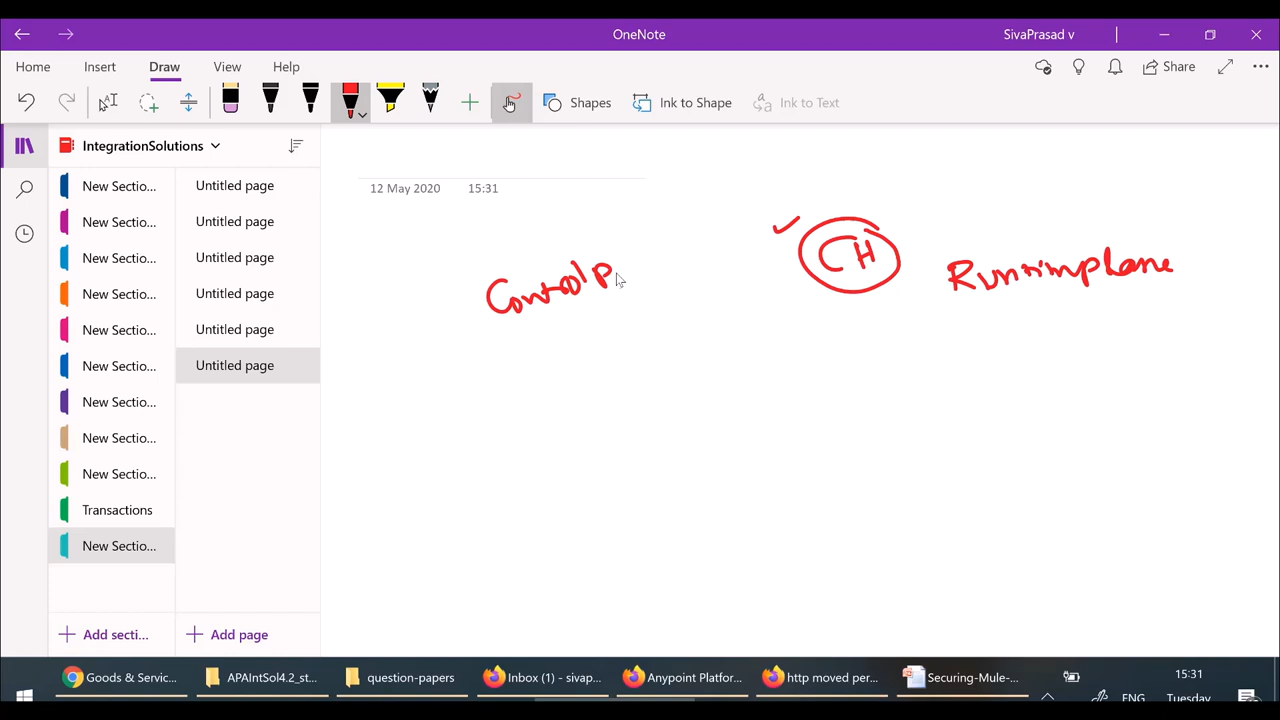 OneNote
SivaPrasad v
Home Insert Draw View Help
Share
Shapes
Ink to Shape
Ink to Text
IntegrationSolutions
New Sectio...
New Sectio...
New Sectio...
New Sectio...
New Sectio...
New Sectio...
New Sectio...
New Sectio...
New Sectio...
Transactions
New Sectio...
Untitled page
Untitled page
Untitled page
Untitled page
Untitled page
Untitled page
12 May 2020 15:31
CH
Runtimplane
Control p
Add secti...
Add page
Goods & Servic...
APAIntSol4.2_st...
question-papers
Inbox (1) – sivap...
Anypoint Platfor...
http moved per...
Securing-Mule-...
ENG
15:31
Tuesday